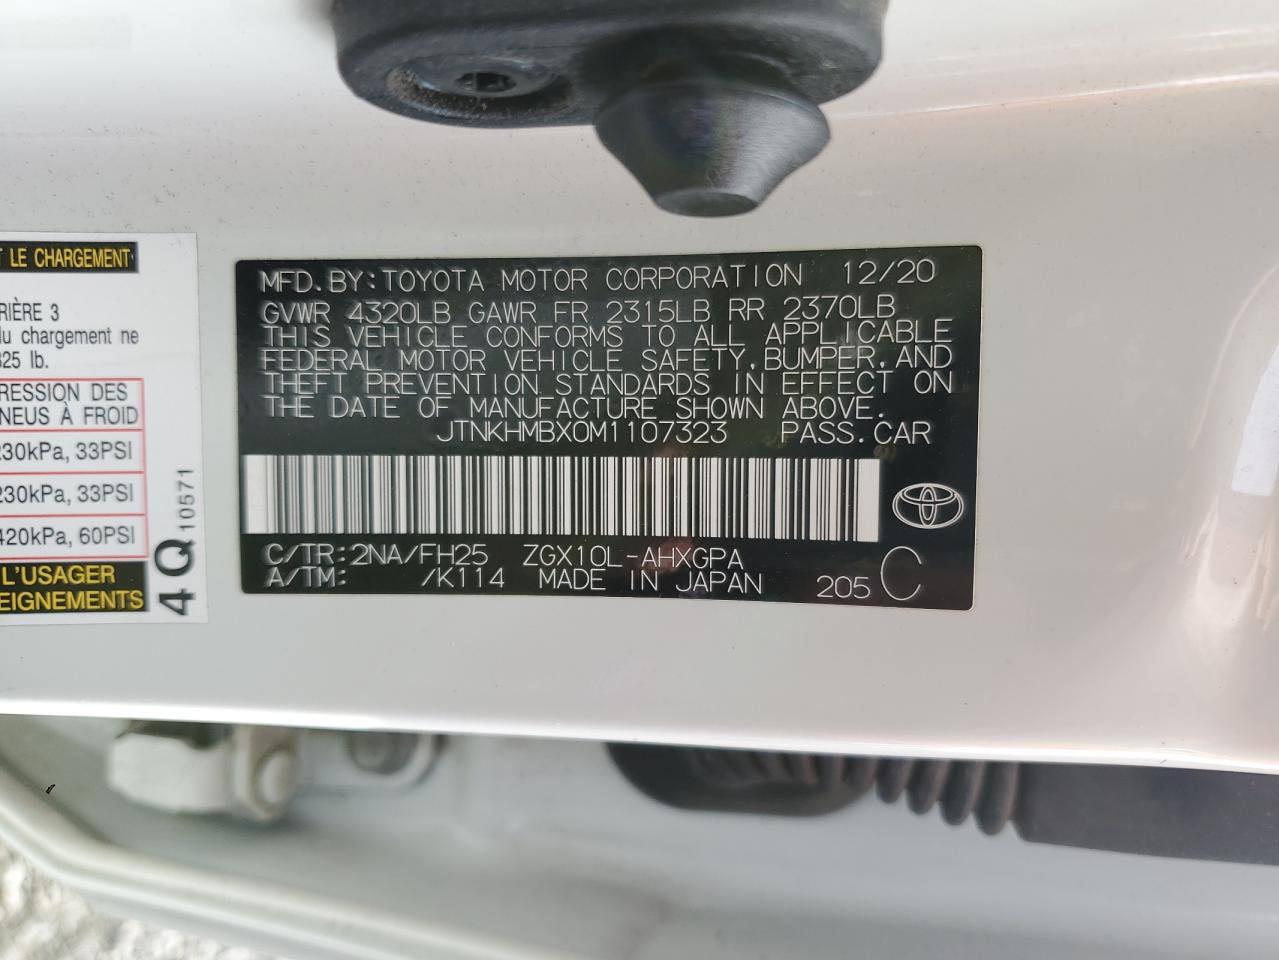 T LE CHARGEMENT
RIÈRE 3
du chargement ne
825 lb.
RESSION DES
NEUS À FROID
230kPa, 33PSI
230kPa, 33PSI
420kPa, 60PSI
L'USAGER
EIGNEMENTS
4Q 10571
MFD.BY:TOYOTA MOTOR CORPORATION 12/20
GVWR 4320LB GAWR FR 2315LB RR 2370LB
THIS VEHICLE CONFORMS TO ALL APPLICABLE
FEDERAL MOTOR VEHICLE SAFETY,BUMPER,AND
THEFT PREVENTION STANDARDS IN EFFECT ON
THE DATE OF MANUFACTURE SHOWN ABOVE.
JTNKHMBX0M1107323 PASS.CAR
C/TR:2NA/FH25 ZGX10L-AHXGPA
A/TM: /K114 MADE IN JAPAN 205 C